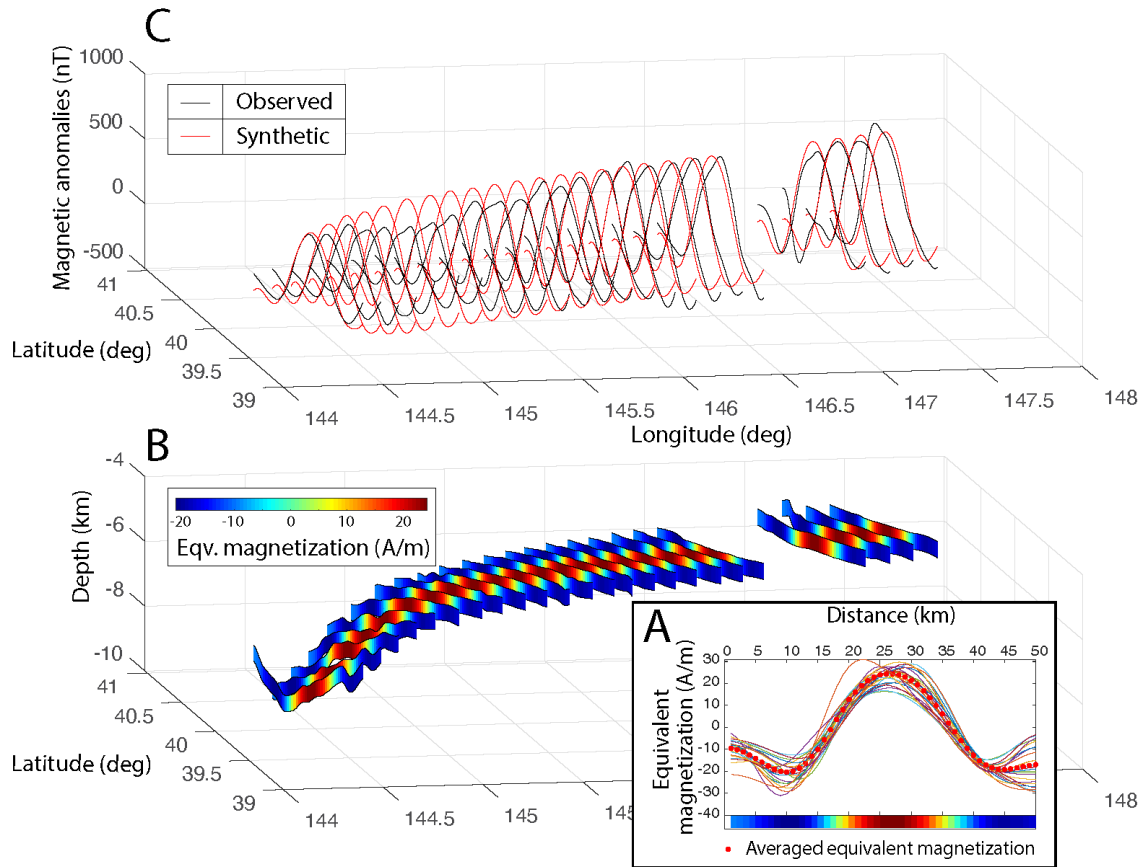 C
Magnetic anomalies (nT)
1000
500
0
-500
Observed
Synthetic
41
40.5
40
39.5
39
Latitude (deg)
144
144.5
145
145.5
146
146.5
147
147.5
148
Longitude (deg)
B
Depth (km)
-4
-6
-8
-10
-20 -10 0 10 20
Eqv. magnetization (A/m)
41
40.5
40
39.5
39
Latitude (deg)
144
144.5
145
145
148
A
Distance (km)
0 5 10 15 20 25 30 35 40 45 50
Equivalent
magnetization (A/m)
30
20
10
0
-10
-20
-30
-40
Averaged equivalent magnetization